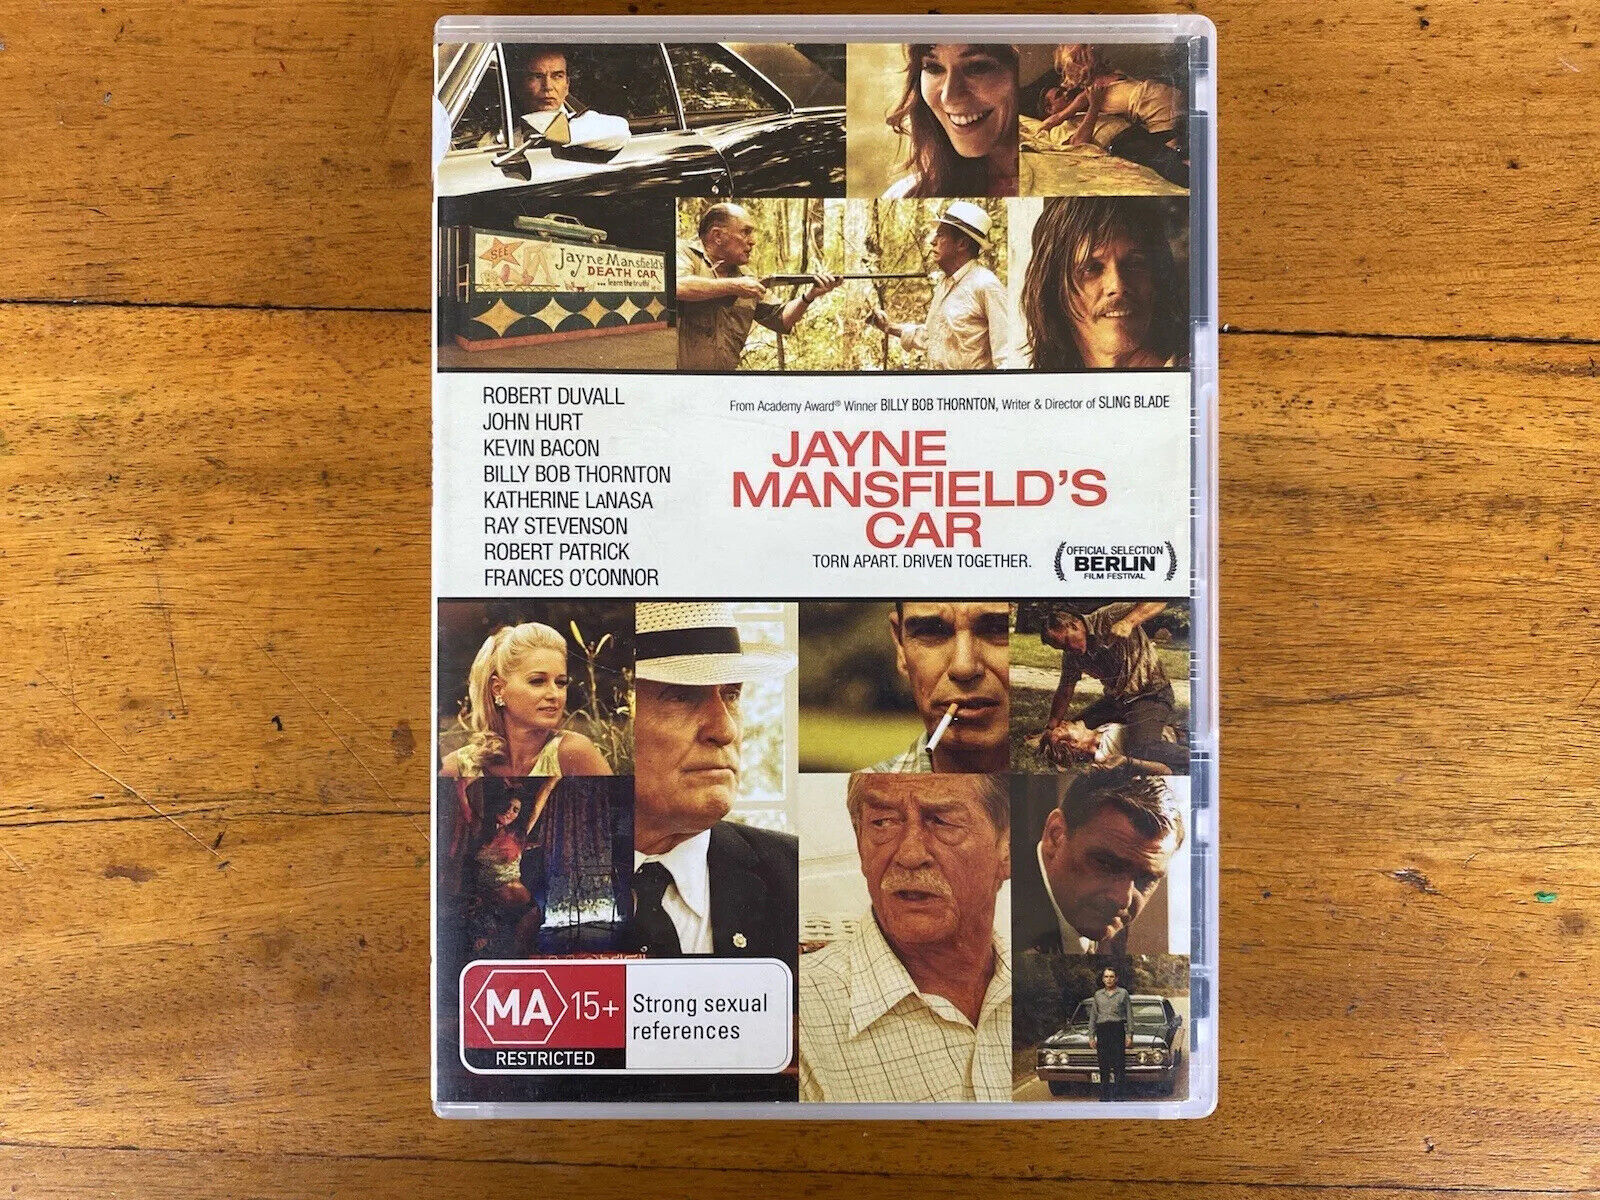 SEE
Jayne Mansfield's
DEATH CAR
...learn the truth!
ROBERT DUVALL
JOHN HURT
KEVIN BACON
BILLY BOB THORNTON
KATHERINE LaNASA
RAY STEVENSON
ROBERT PATRICK
FRANCES O'CONNOR
From Academy Award® Winner BILLY BOB THORNTON, Writer & Director of SLING BLADE
JAYNE
MANSFIELD'S
CAR
TORN APART. DRIVEN TOGETHER.
OFFICIAL SELECTION
BERLIN
FILM FESTIVAL
MA 15+
RESTRICTED
Strong sexual
references